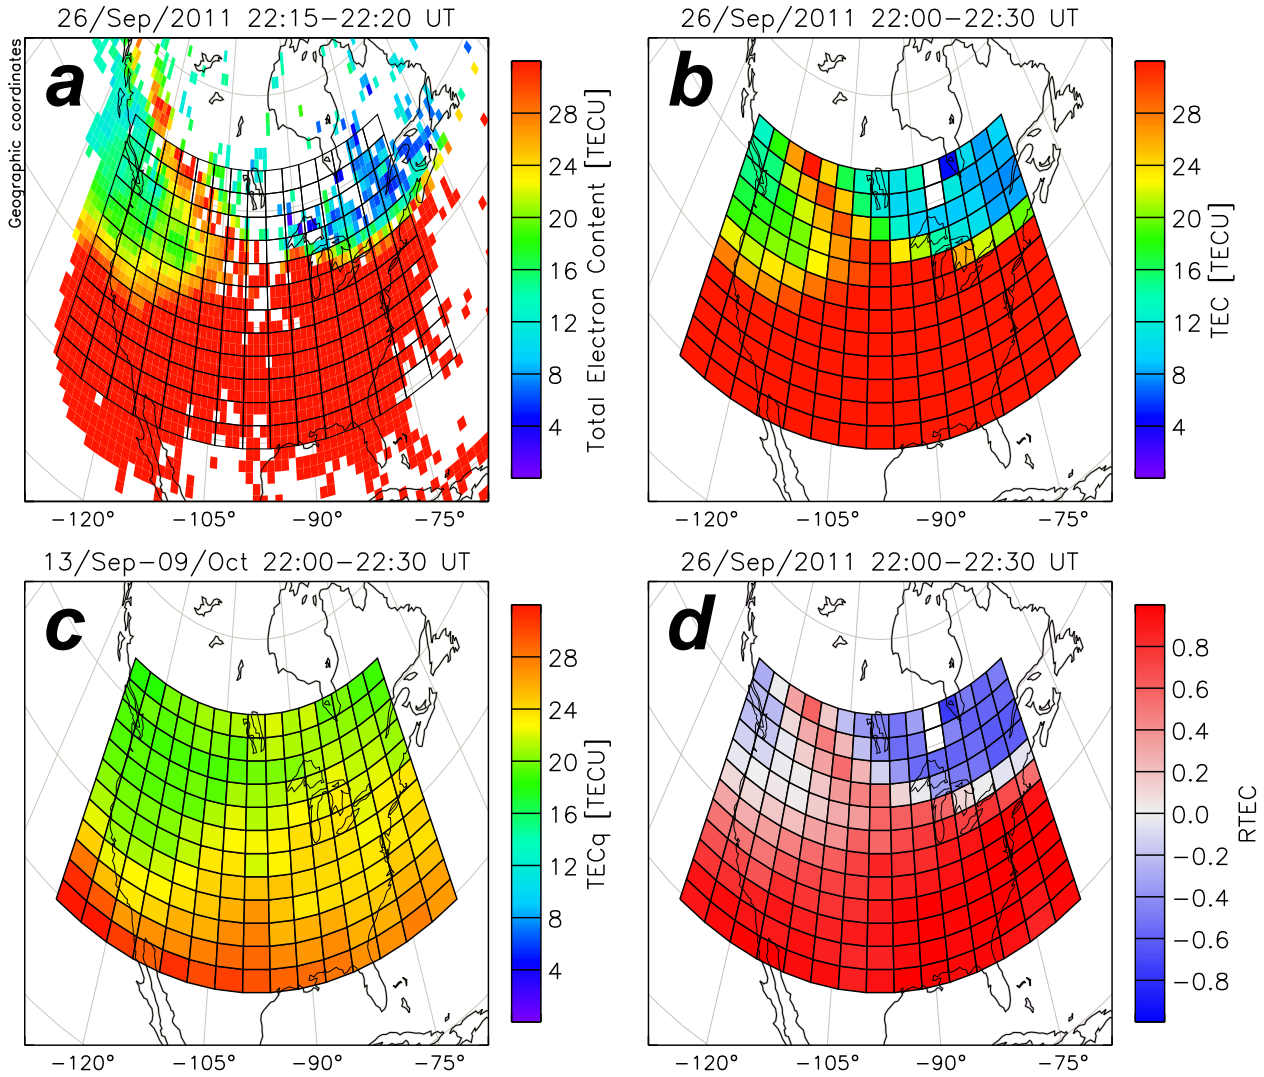 26/Sep/2011 22:15−22:20 UT
Geographic coordinates
a
28
24
20
16
12
8
4
Total Electron Content [TECU]
−120° −105° −90° −75°
26/Sep/2011 22:00−22:30 UT
b
28
24
20
16
12
8
4
TEC [TECU]
−120° −105° −90° −75°
13/Sep−09/Oct 22:00−22:30 UT
c
28
24
20
16
12
8
4
TECq [TECU]
−120° −105° −90° −75°
26/Sep/2011 22:00−22:30 UT
d
0.8
0.6
0.4
0.2
0.0
−0.2
−0.4
−0.6
−0.8
RTEC
−120° −105° −90° −75°